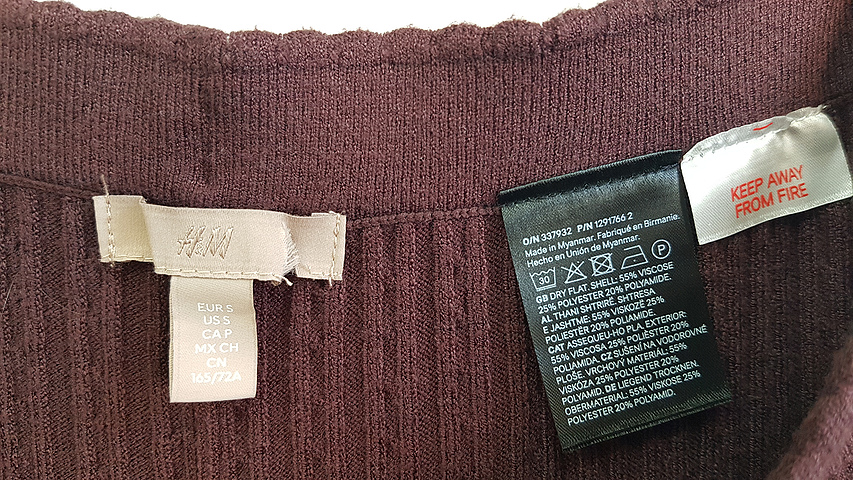 H&M
EUR S
US S
CA P
MX CH
CN
165/72A
O/N 337932 P/N 1291766 2
Made in Myanmar. Fabriqué en Birmanie.
Hecho en Unión de Myanmar.
30
P
GB DRY FLAT. SHELL: 55% VISCOSE
25% POLYESTER 20% POLYAMIDE.
AL THANI SHTRIRË. SHTRESA
E JASHTME: 55% VISKOZË 25%
POLIESTËR 20% POLIAMID.
CAT ASSEQUEU-HO PLA. EXTERIOR:
55% VISCOSA 25% POLIÈSTER 20%
POLIAMIDA. CZ SUŠENÍ NA VODOROVNÉ
PLOŠE. VRCHOVÝ MATERIÁL: 55%
VISKÓZA 25% POLYESTER 20%
POLYAMID. DE LIEGEND TROCKNEN.
OBERMATERIAL: 55% VISKOSE 25%
POLYESTER 20% POLYAMID.
KEEP AWAY
FROM FIRE